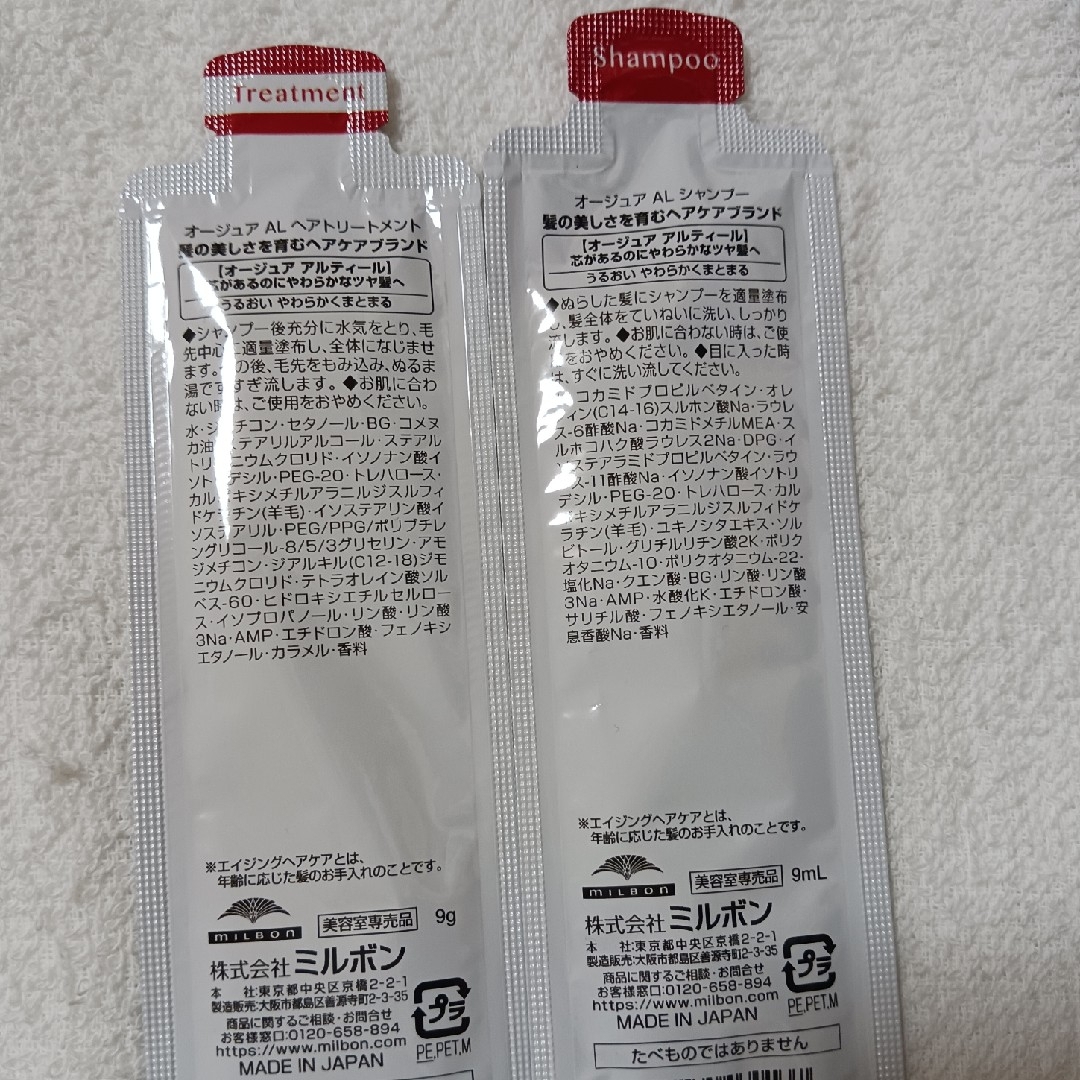 Treatment
オージュア AL ヘアトリートメント
髪の美しさを育むヘアケアブランド
【オージュア アルティール】
芯があるのにやわらかなツヤ髪へ
うるおい やわらかくまとまる
◆シャンプー後充分に水気をとり、毛
先中心に適量塗布し、全体になじませ
ます。の後、毛先をもみ込み、ぬるま
湯ですすぎ流します。◆お肌に合わ
ない時は、ご使用をおやめください。
水・ジメチコン・セタノール・BG・コメヌ
カ油・ステアリルアルコール・ステアル
トリモニウムクロリド・イソノナン酸イ
ソトリデシル・PEG-20・トレハロース・
カルボキシメチルアラニルジスルフィ
ドケラチン(羊毛)・イソステアリン酸イ
ソステアリル・PEG/PPG/ポリブチレ
ングリコール-8/5/3グリセリン・アモ
ジメチコン・ジアルキル(C12-18)ジモ
ニウムクロリド・テトラオレイン酸ソル
ベス-60・ヒドロキシエチルセルロー
ス・イソプロパノール・リン酸・リン酸
3Na・AMP・エチドロン酸・フェノキシ
エタノール・カラメル・香料
※エイジングヘアケアとは、
年齢に応じた髪のお手入れのことです。
MILBON
美容室専売品
9g
株式会社 ミルボン
本 社:東京都中央区京橋2-2-1
製造販売:大阪市都島区善源寺町2-3-35
商品に関するご相談・お問合せ
お客様窓口:0120-658-894
https://www.milbon.com
MADE IN JAPAN
プラ
PE,PET,M
Shampoo
オージュア AL シャンプー
髪の美しさを育むヘアケアブランド
【オージュア アルティール】
芯があるのにやわらかなツヤ髪へ
うるおい やわらかくまとまる
◆ぬらした髪にシャンプーを適量塗布
し、髪全体をていねいに洗い、しっかり
します。◆お肌に合わない時は、ご使
をおやめください。◆目に入った時
は、すぐに洗い流してください。
コカミドプロピルベタイン・オレ
フィン(C14-16)スルホン酸Na・ラウレ
ス-6酢酸Na・コカミドメチルMEA・ス
ルホコハク酸ラウレス2Na・DPG・イ
ソステアラミドプロピルベタイン・ラウ
レス-11酢酸Na・イソノナン酸イソトリ
デシル・PEG-20・トレハロース・カル
ボキシメチルアラニルジスルフィドケ
ラチン(羊毛)・ユキノシタエキス・ソル
ビトール・グリチルリチン酸2K・ポリク
オタニウム-10・ポリクオタニウム-22・
塩化Na・クエン酸・BG・リン酸・リン酸
3Na・AMP・水酸化K・エチドロン酸・
サリチル酸・フェノキシエタノール・安
息香酸Na・香料
※エイジングヘアケアとは、
年齢に応じた髪のお手入れのことです。
MILBON
美容室専売品
9mL
株式会社 ミルボン
本 社:東京都中央区京橋2-2-1
製造販売:大阪市都島区善源寺町2-3-35
商品に関するご相談・お問合せ
お客様窓口:0120-658-894
https://www.milbon.com
MADE IN JAPAN
プラ
PE,PET,M
たべものではありません